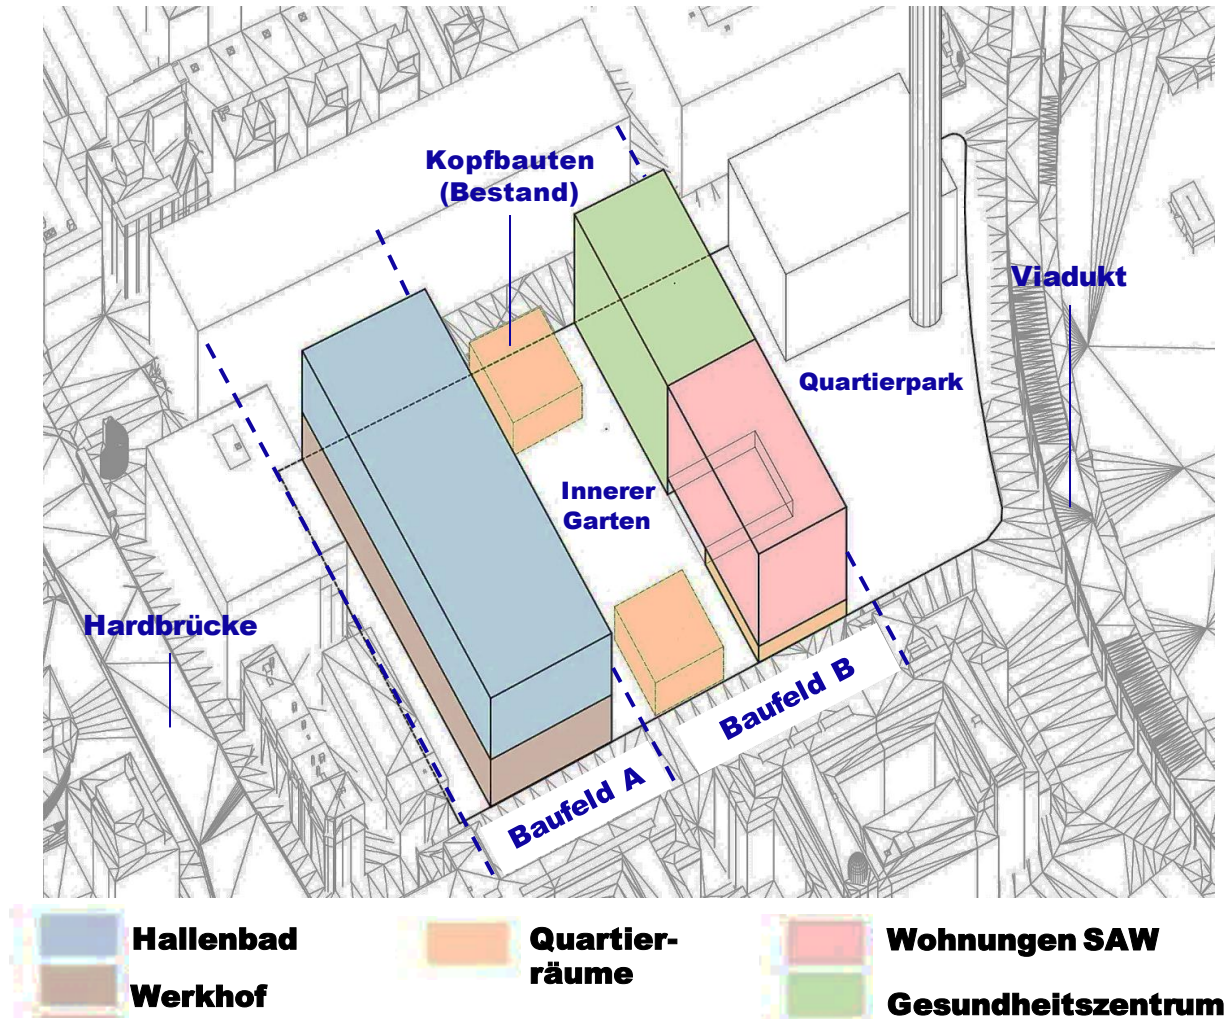 Kopfbauten
(Bestand)
Viadukt
Quartierpark
Innerer
Garten
Hardbrücke
Baufeld B
Baufeld A
Hallenbad
Werkhof
Quartier-
räume
Wohnungen SAW
Gesundheitszentrum